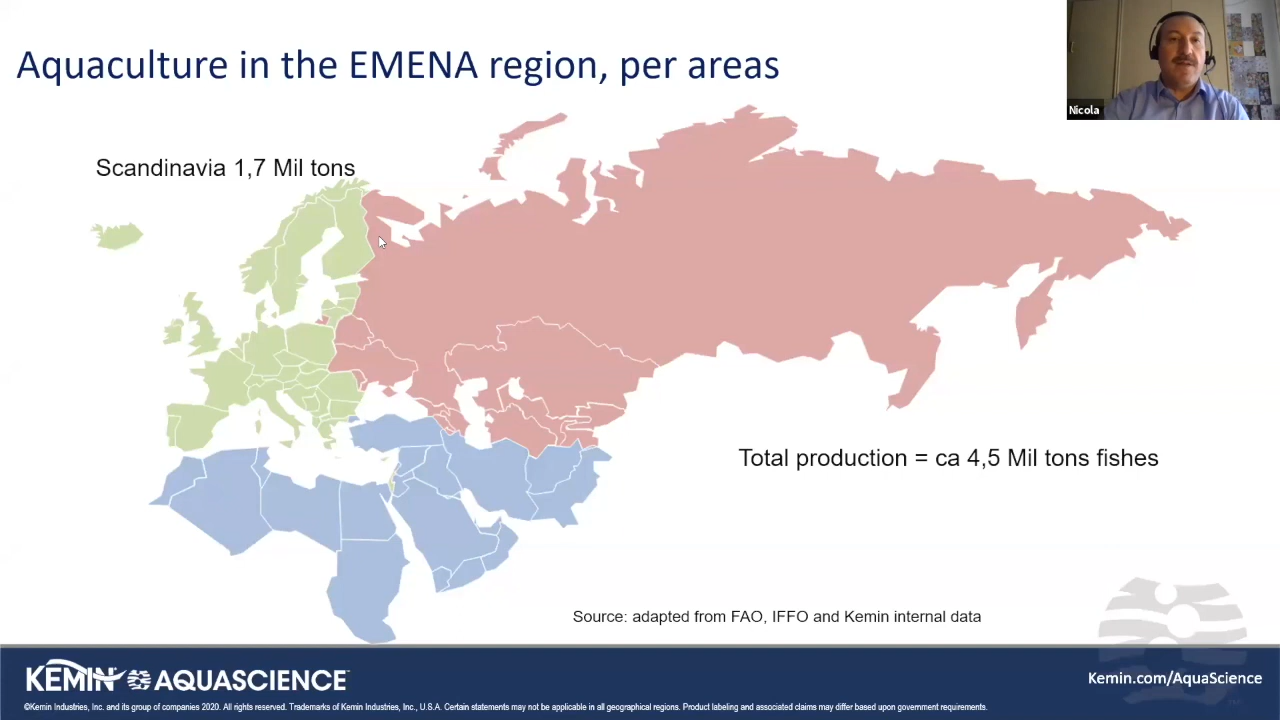 Aquaculture in the EMENA region, per areas
Nicola
Scandinavia 1,7 Mil tons
Total production = ca 4,5 Mil tons fishes
Source: adapted from FAO, IFFO and Kemin internal data
KEMIN AQUASCIENCE™
Kemin.com/AquaScience
©Kemin Industries, Inc. and its group of companies 2020. All rights reserved. Trademarks of Kemin Industries, Inc., U.S.A. Certain statements may not be applicable in all geographical regions. Product labeling and associated claims may differ based upon government requirements.